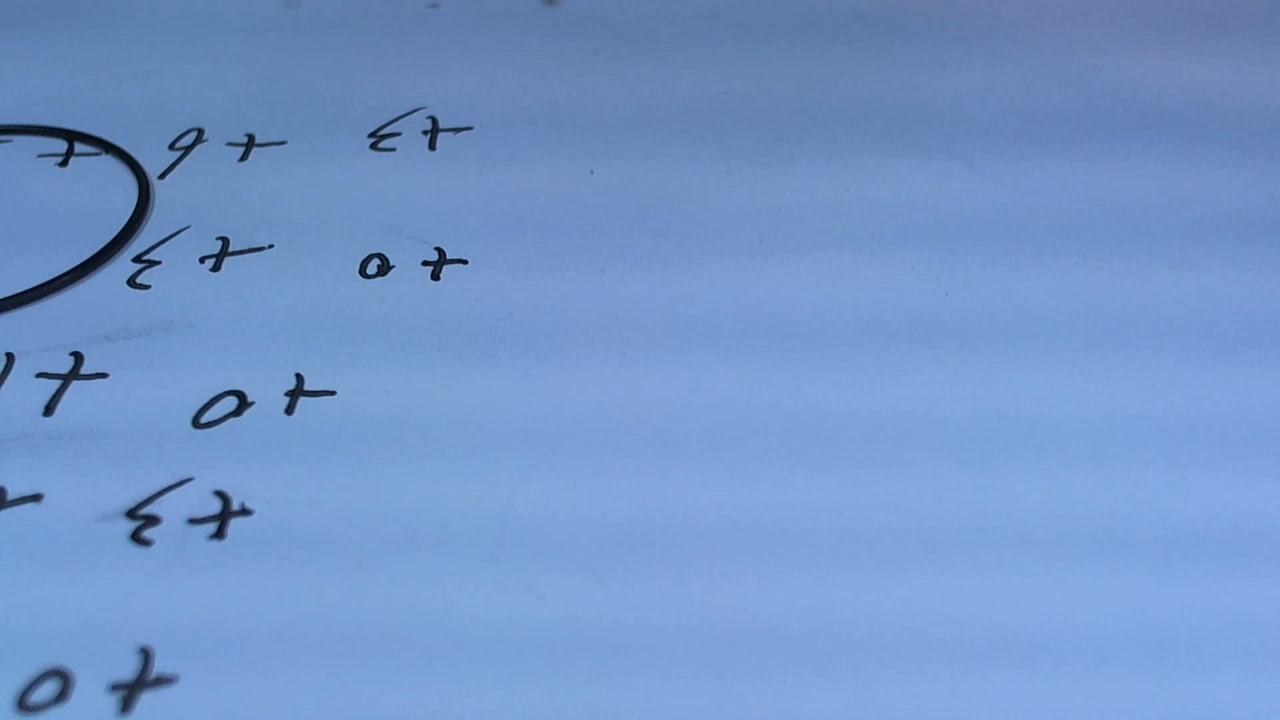 + 0
+ 3 +
+ 0 +
+ 0 + 3
+ 3 + 6 +